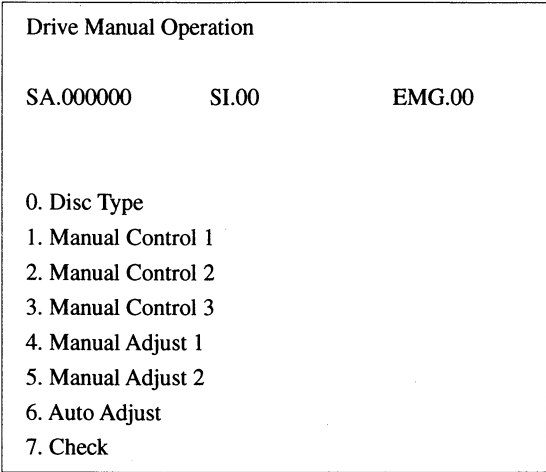 Drive Manual Operation
SA.000000 SI.00 EMG.00
0. Disc Type
1. Manual Control 1
2. Manual Control 2
3. Manual Control 3
4. Manual Adjust 1
5. Manual Adjust 2
6. Auto Adjust
7. Check